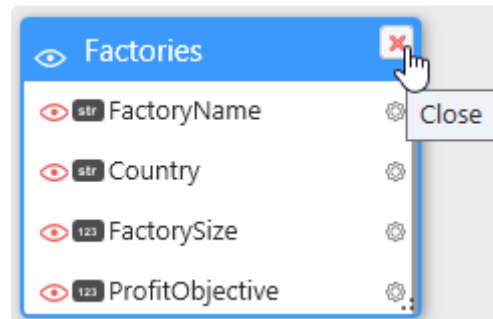 Factories
str FactoryName
Close
str Country
123 FactorySize
123 ProfitObjective